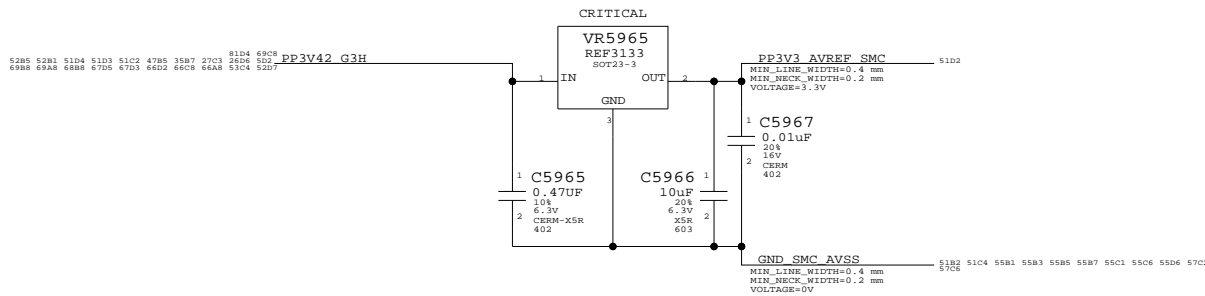 CRITICAL
VR5965
REF3133
SOT23-3
81D4 69C8
52B5 52B1 51D4 51D3 51C2 47B5 35B7 27C3 26D6 5D2
69B8 69A8 68B8 67D5 67D3 66D2 66C8 66A8 53C4 52D7
PP3V42_G3H
1
IN
OUT
2
GND
3
PP3V3_AVREF_SMC
51D2
MIN_LINE_WIDTH=0.4 mm
MIN_NECK_WIDTH=0.2 mm
VOLTAGE=3.3V
1
C5967
0.01uF
20%
16V
2
CERM
402
1
C5965
0.47UF
10%
6.3V
2
CERM-X5R
402
C5966
1
10uF
20%
6.3V
2
X5R
603
GND_SMC_AVSS
51B2 51C4 55B1 55B3 55B5 55B7 55C1 55C6 55D6 57C2
57C6
MIN_LINE_WIDTH=0.4 mm
MIN_NECK_WIDTH=0.2 mm
VOLTAGE=0V